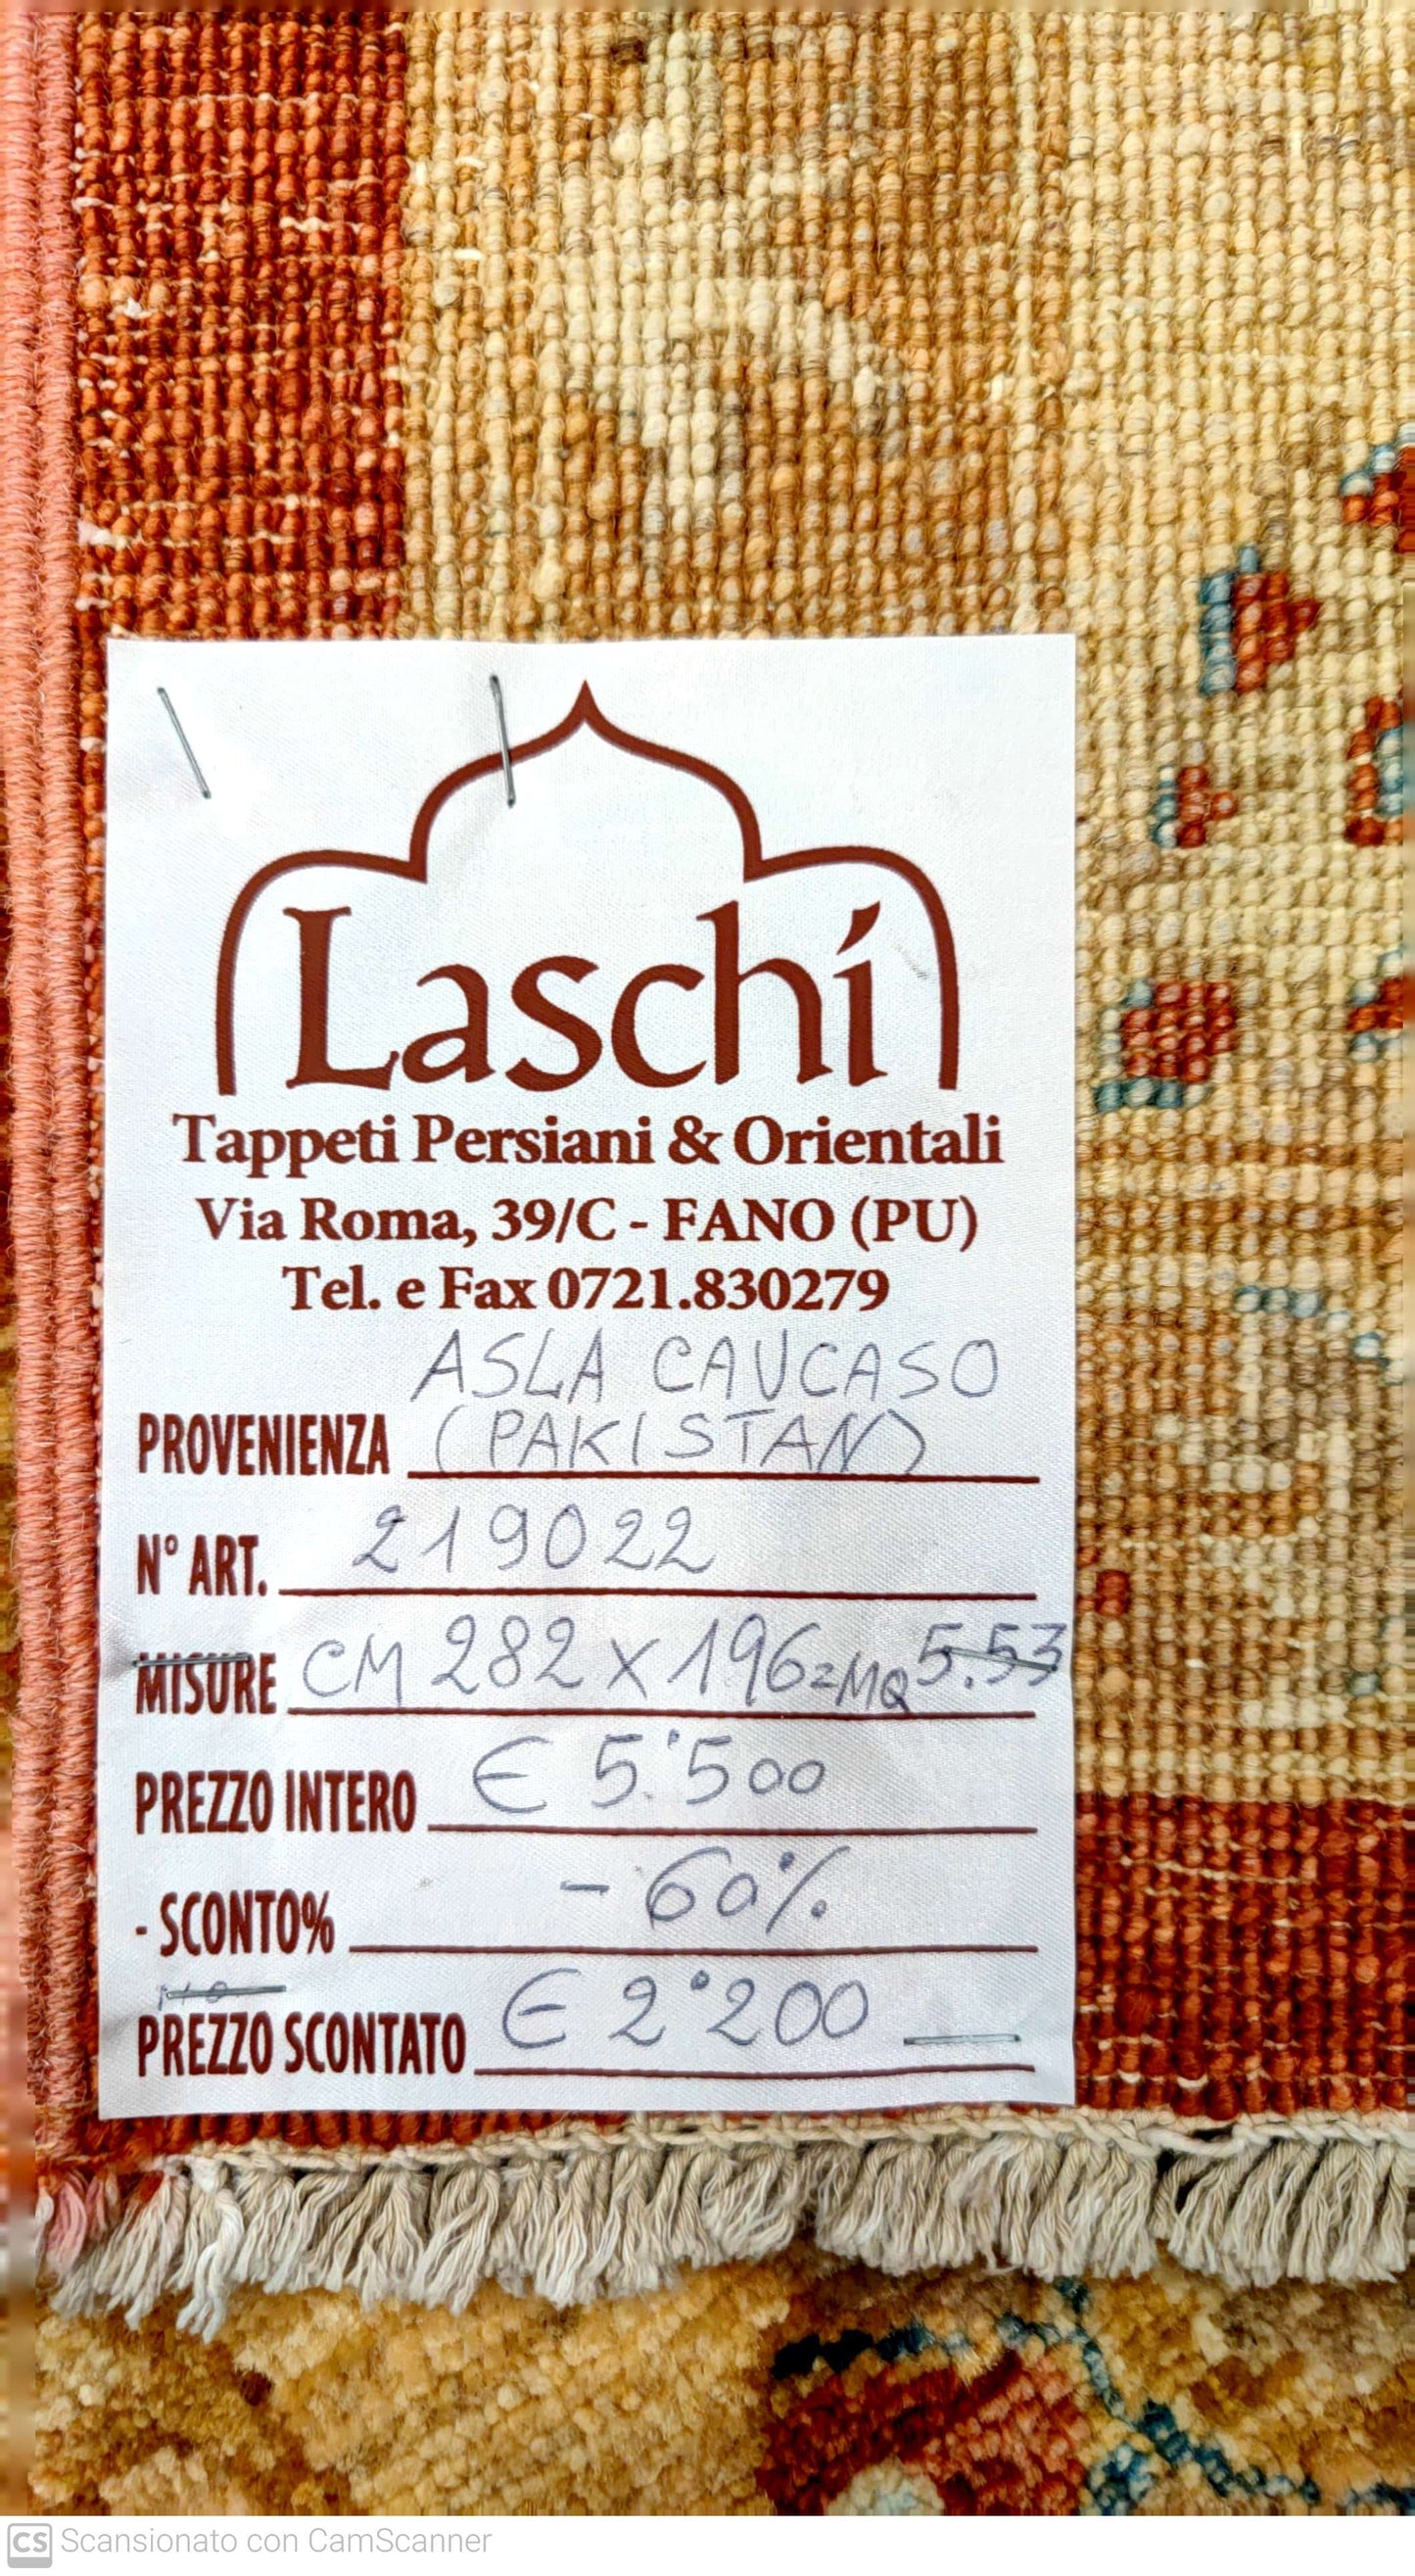 Laschí
Tappeti Persiani & Orientali
Via Roma, 39/C - FANO (PU)
Tel. e Fax 0721.830279
ASLA CAUCASO
PROVENIENZA (PAKISTAN)
N° ART. 219022
MISURE CM 282 X 196=MQ 5.53
PREZZO INTERO € 5.500
- SCONTO% - 60%
PREZZO SCONTATO € 2°200
CS Scansionato con CamScanner